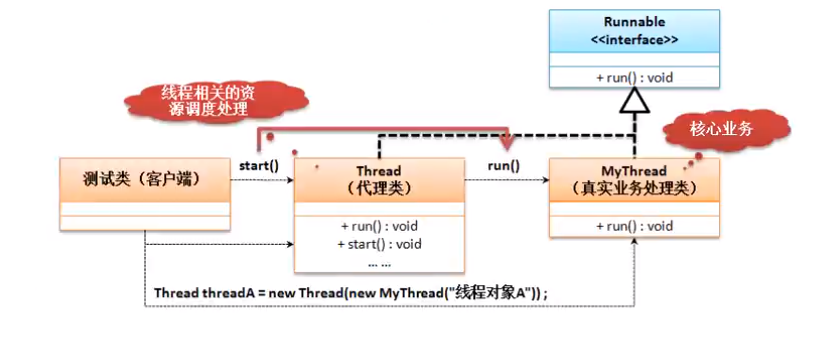 Runnable
<<interface>>
+ run() : void
线程相关的资
源调度处理
核心业务
测试类（客户端）
start()
Thread
（代理类）
+ run() : void
+ start() : void
... ...
run()
MyThread
（真实业务处理类）
+ run() : void
Thread threadA = new Thread(new MyThread("线程对象A")) ;